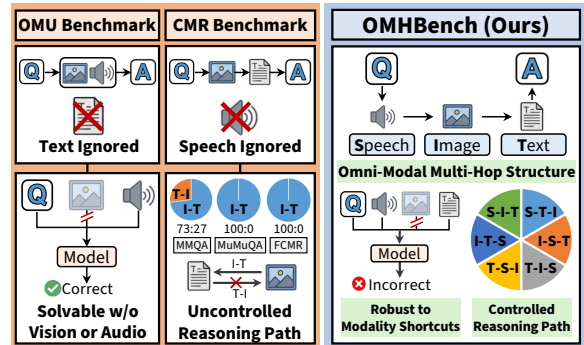 OMU Benchmark
Q
A
Text Ignored
Q
Model
Correct
Solvable w/o
Vision or Audio
CMR Benchmark
Q
A
Speech Ignored
T-I
I-T
I-T
I-T
73:27
100:0
100:0
MMQA
MuMuQA
FCMR
I-T
T-I
Uncontrolled
Reasoning Path
OMHBench (Ours)
Q
A
Speech
Image
Text
Omni-Modal Multi-Hop Structure
Q
Model
Incorrect
Robust to
Modality Shortcuts
S-I-T
S-T-I
I-T-S
I-S-T
T-S-I
T-I-S
Controlled
Reasoning Path